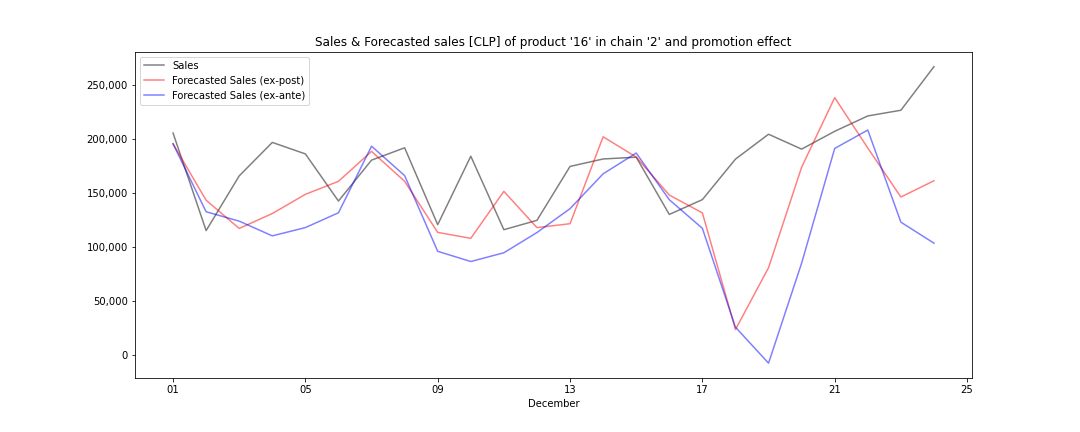 Sales & Forecasted sales [CLP] of product '16' in chain '2' and promotion effect
Sales
Forecasted Sales (ex-post)
Forecasted Sales (ex-ante)
250,000
200,000
150,000
100,000
50,000
0
01 05 09 13 17 21 25
December